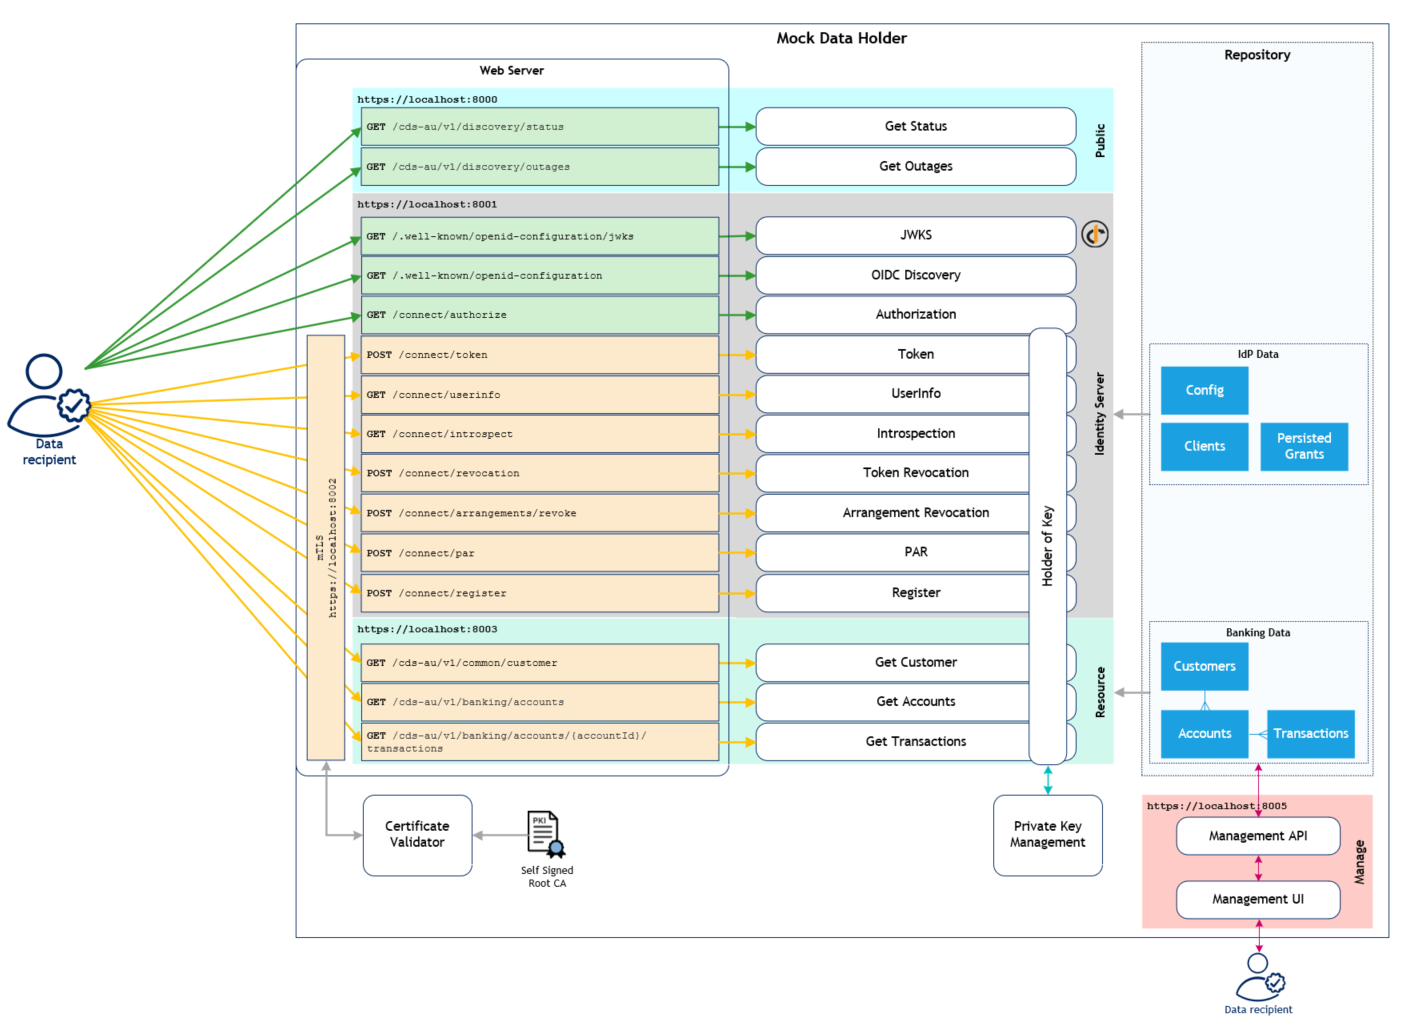 Mock Data Holder
Web Server
Repository
https://localhost:8000
GET /cds-au/v1/discovery/status
Get Status
GET /cds-au/v1/discovery/outages
Get Outages
Public
https://localhost:8001
GET /.well-known/openid-configuration/jwks
JWKS
GET /.well-known/openid-configuration
OIDC Discovery
GET /connect/authorize
Authorization
POST /connect/token
Token
GET /connect/userinfo
UserInfo
GET /connect/introspect
Introspection
POST /connect/revocation
Token Revocation
POST /connect/arrangements/revoke
Arrangement Revocation
POST /connect/par
PAR
POST /connect/register
Register
Identity Server
Holder of Key
mTLS
https://localhost:8002
Data
recipient
IdP Data
Config
Clients
Persisted
Grants
https://localhost:8003
GET /cds-au/v1/common/customer
Get Customer
GET /cds-au/v1/banking/accounts
Get Accounts
GET /cds-au/v1/banking/accounts/{accountId}/
transactions
Get Transactions
Resource
Banking Data
Customers
Accounts
Transactions
Certificate
Validator
PKI
Self Signed
Root CA
Private Key
Management
https://localhost:8005
Management API
Management UI
Manage
Data recipient